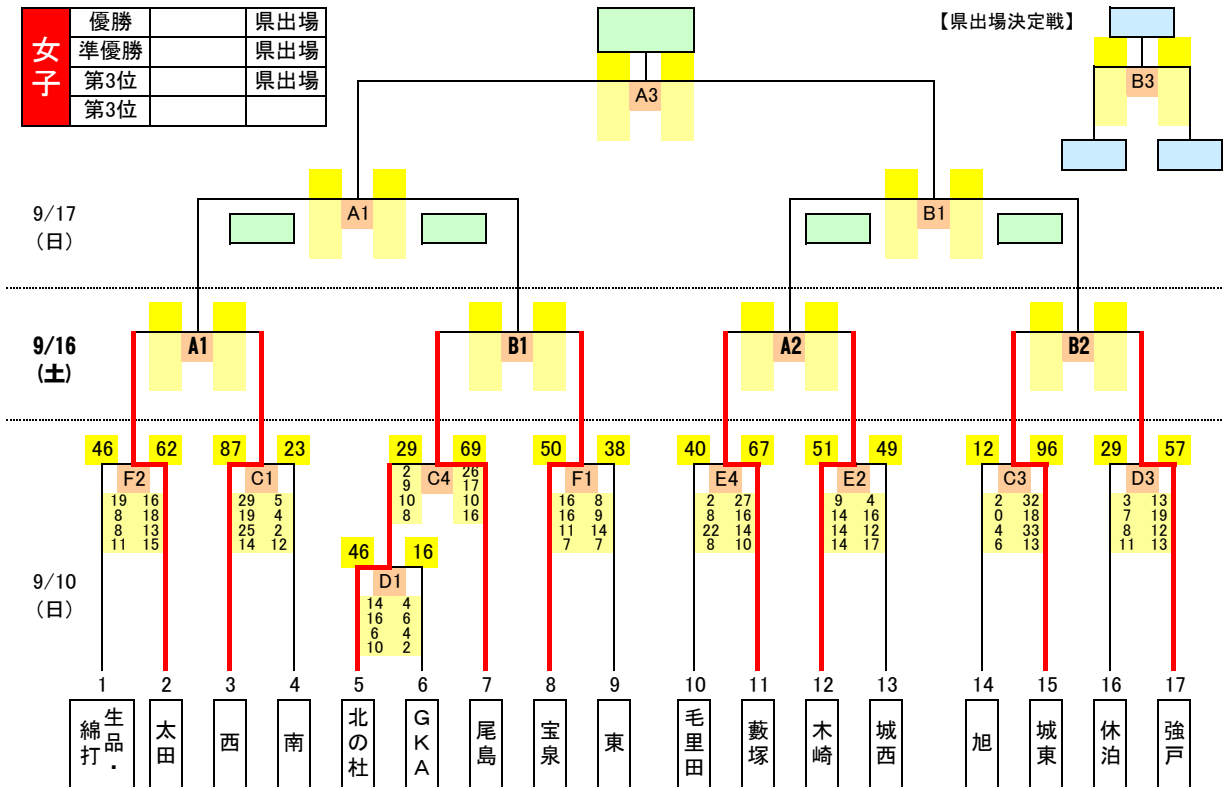 女子
優勝 県出場
準優勝 県出場
第3位 県出場
第3位
【県出場決定戦】
B3
A3
9/17
(日)
A1 B1
9/16
(土)
A1 B1 A2 B2
46 62 87 23 29 69 50 38 40 67 51 49 12 96 29 57
F2 C1 C4 F1 E4 E2 C3 D3
19 16
8 18
8 13
11 15
29 5
19 4
25 2
14 12
2 26
9 17
10 10
8 16
16 8
16 9
11 14
7 7
2 27
8 16
22 14
8 10
9 4
14 16
14 12
14 17
2 32
0 18
4 33
6 13
3 13
7 19
8 12
11 13
9/10
(日)
46 16
D1
14 4
16 6
6 4
10 2
1 2 3 4 5 6 7 8 9 10 11 12 13 14 15 16 17
生品・綿打
太田
西
南
北の杜
GKA
尾島
宝泉
東
毛里田
藪塚
木崎
城西
旭
城東
休泊
強戸